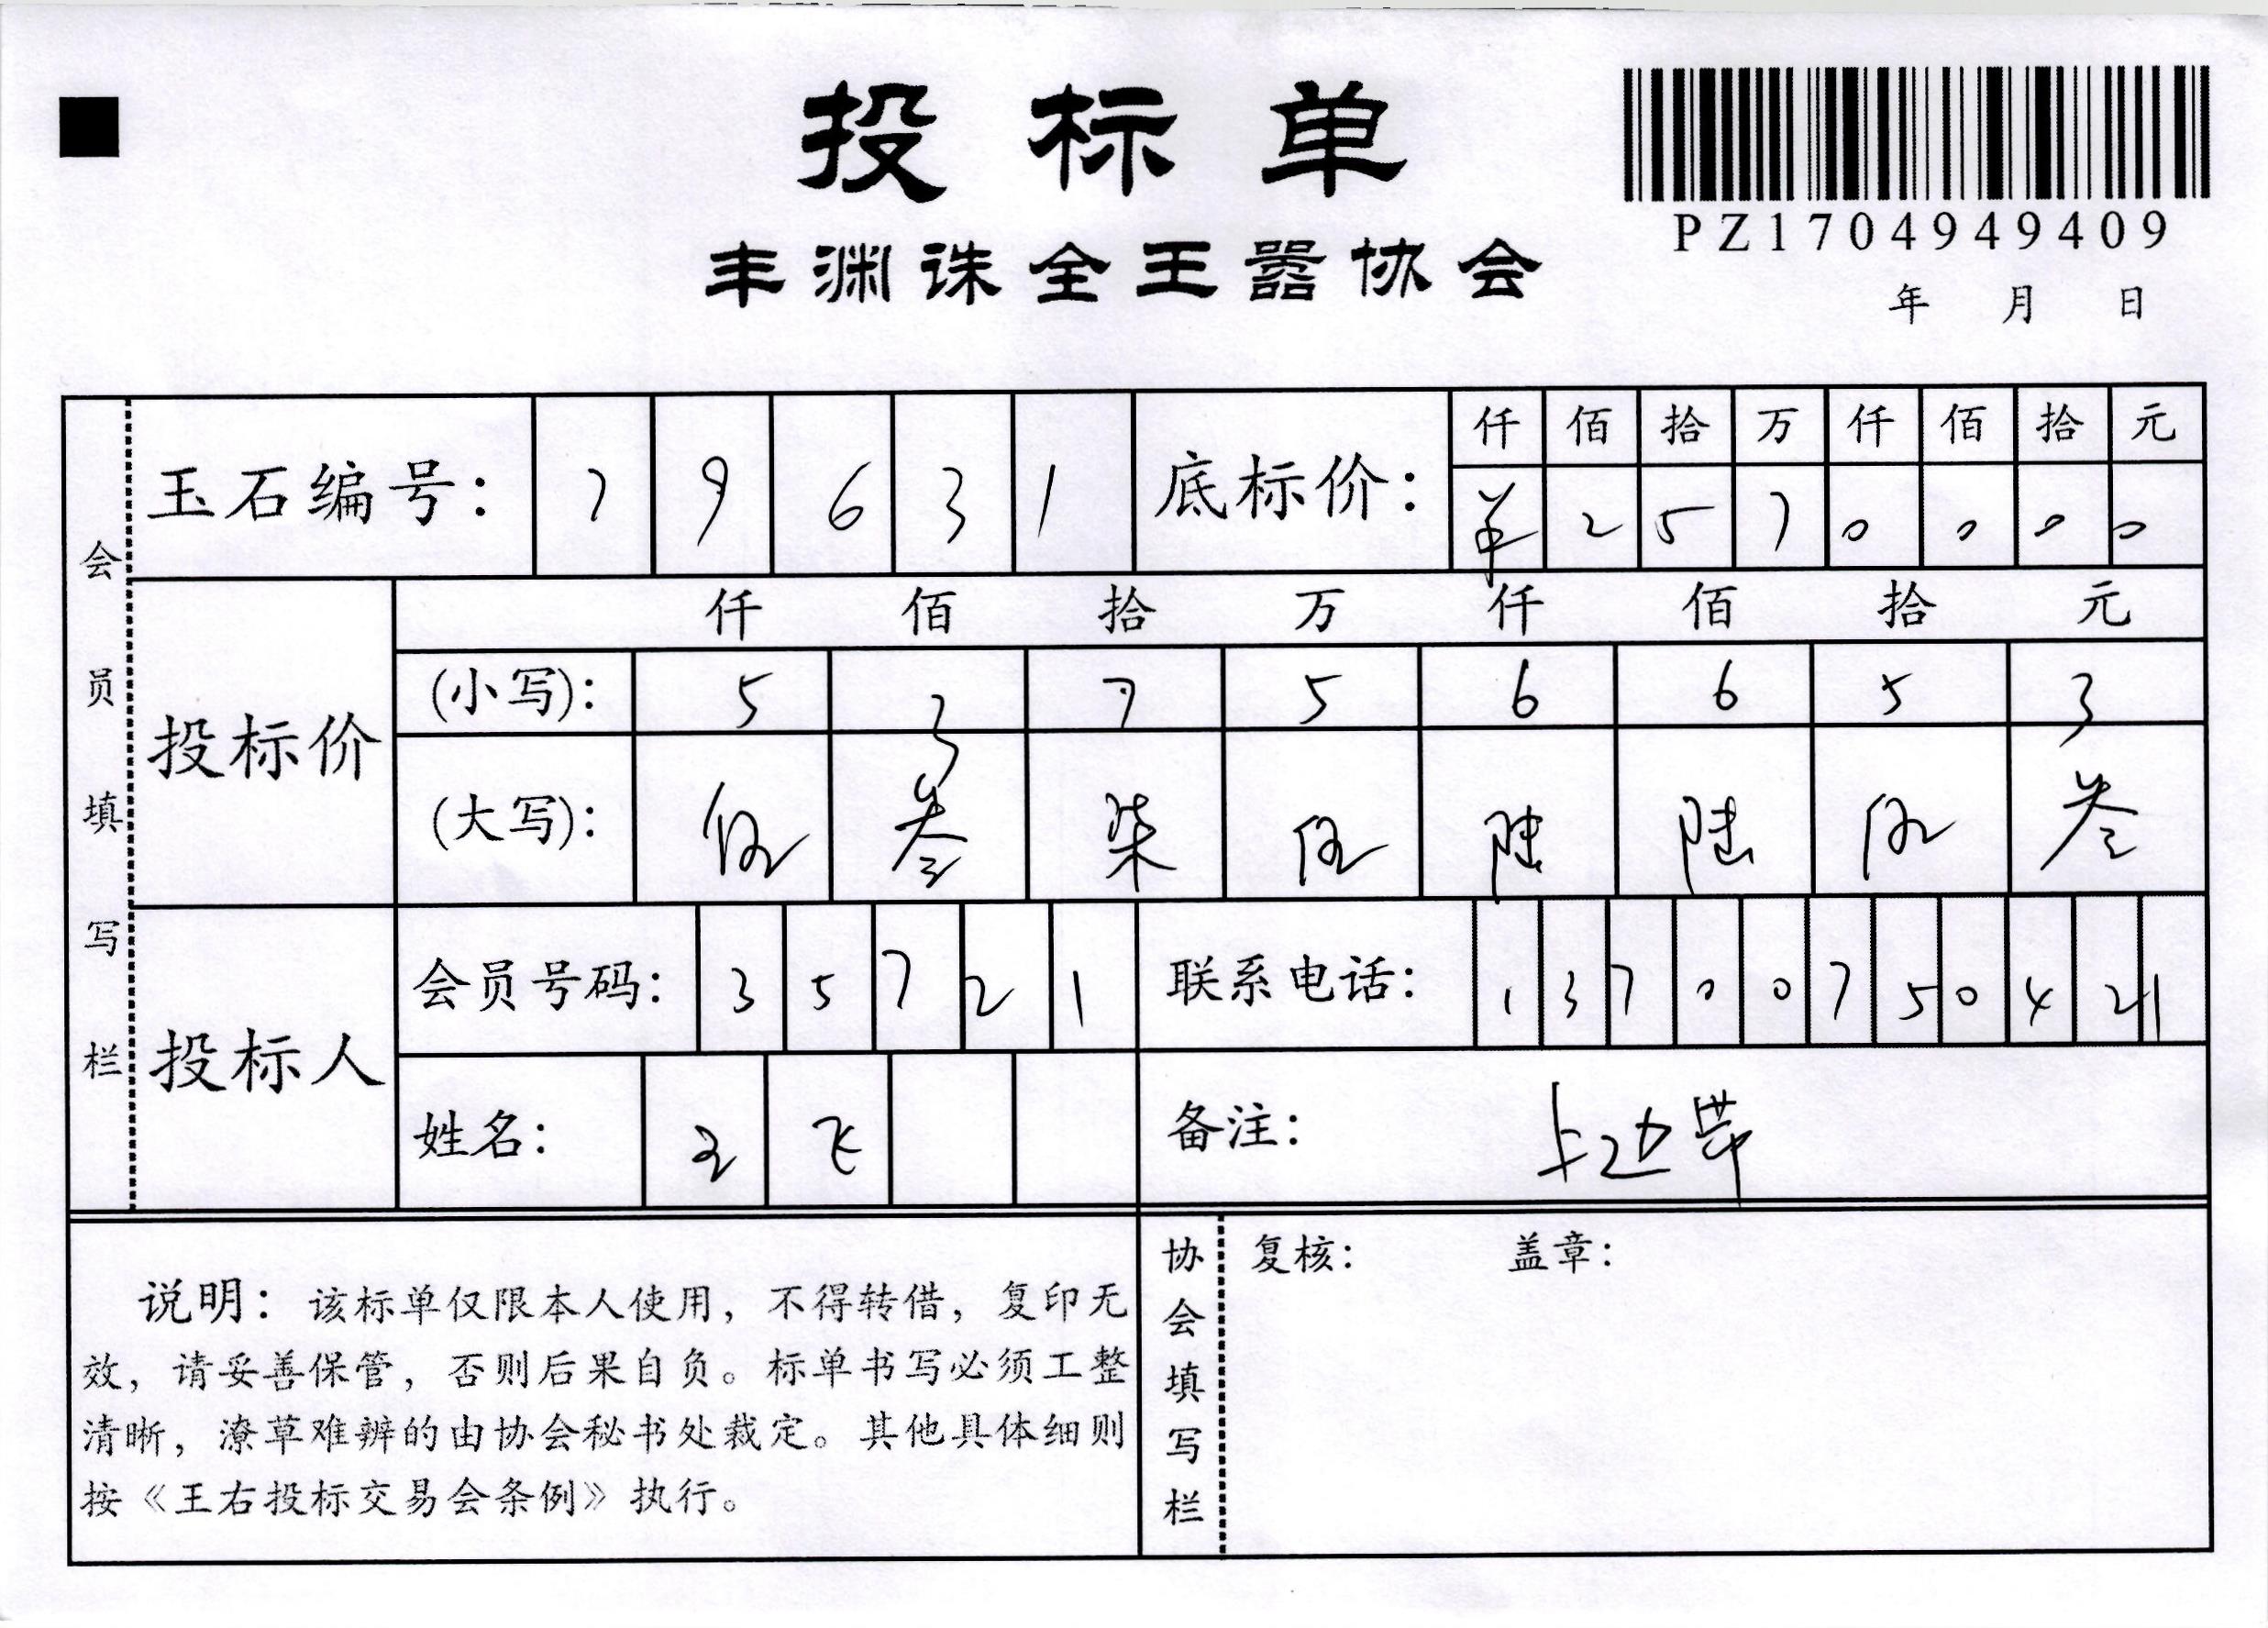 投标单
PZ1704949409
丰渊诛全王嚣协会
年 月 日
会员填写栏
玉石编号: 7 9 6 3 1
底标价: 仟 佰 拾 万 仟 佰 拾 元
羊 2 5 7 0 0 0 0
投标价
仟 佰 拾 万 仟 佰 拾 元
(小写): 5 3 7 5 6 6 5 3
(大写): 伍 叁 柒 伍 陆 陆 伍 叁
投标人
会员号码: 3 5 7 2 1
联系电话: 1 3 7 0 0 7 5 0 4 2 1
姓名: 王 飞
备注:
说明: 该标单仅限本人使用, 不得转借, 复印无
效, 请妥善保管, 否则后果自负。标单书写必须工整
清晰, 潦草难辨的由协会秘书处裁定。其他具体细则
按《王右投标交易会条例》执行。
协会填写栏
复核: 盖章: